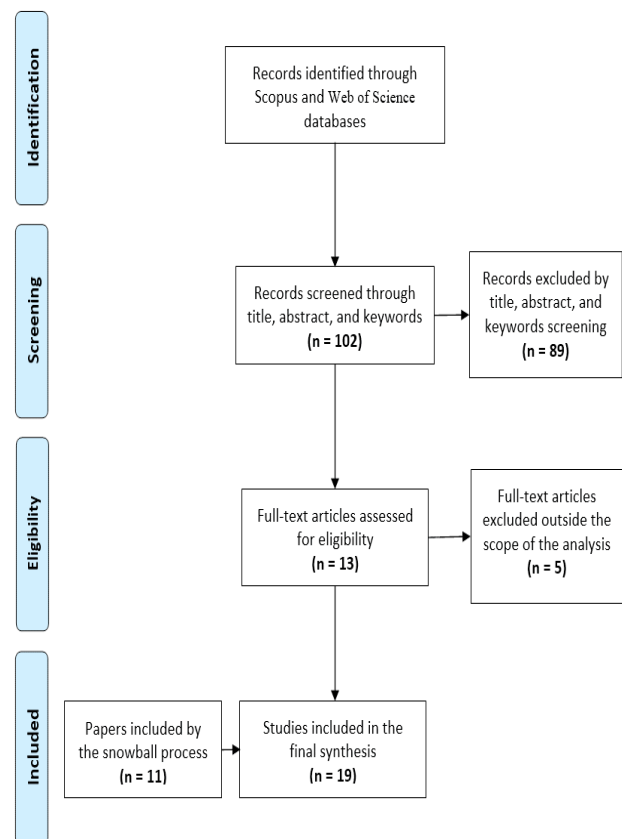 Identification
Records identified through
Scopus and Web of Science
databases
Screening
Records screened through
title, abstract, and keywords
(n = 102)
Records excluded by
title, abstract, and
keywords screening
(n = 89)
Eligibility
Full-text articles assessed
for eligibility
(n = 13)
Full-text articles
excluded outside the
scope of the analysis
(n = 5)
Included
Papers included by
the snowball process
(n = 11)
Studies included in the
final synthesis
(n = 19)